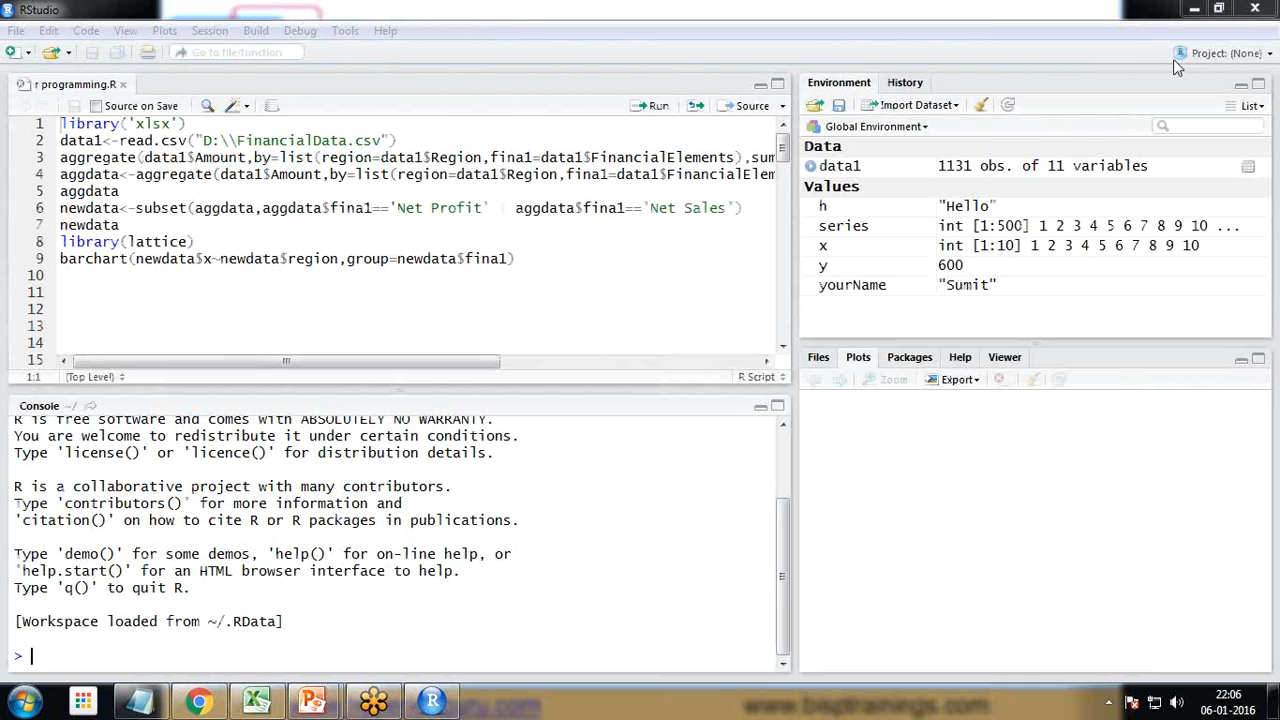 RStudio
File Edit Code View Plots Session Build Debug Tools Help
Go to file/function
Project: (None)
r programming.R
Source on Save Run Source
1 library('xlsx')
2 data1<-read.csv("D:\\FinancialData.csv")
3 aggregate(data1$Amount,by=list(region=data1$Region,fina1=data1$FinancialElements),sum
4 aggdata<-aggregate(data1$Amount,by=list(region=data1$Region,fina1=data1$FinancialElem
5 aggdata
6 newdata<-subset(aggdata,aggdata$fina1=='Net Profit' | aggdata$fina1=='Net Sales')
7 newdata
8 library(lattice)
9 barchart(newdata$x~newdata$region,group=newdata$fina1)
10
11
12
13
14
15
1:1 (Top Level) R Script
Console ~/
R is free software and comes with ABSOLUTELY NO WARRANTY.
You are welcome to redistribute it under certain conditions.
Type 'license()' or 'licence()' for distribution details.
R is a collaborative project with many contributors.
Type 'contributors()' for more information and
'citation()' on how to cite R or R packages in publications.
Type 'demo()' for some demos, 'help()' for on-line help, or
'help.start()' for an HTML browser interface to help.
Type 'q()' to quit R.
[Workspace loaded from ~/.RData]
>
Environment History
Import Dataset List
Global Environment
Data
data1 1131 obs. of 11 variables
Values
h "Hello"
series int [1:500] 1 2 3 4 5 6 7 8 9 10 ...
x int [1:10] 1 2 3 4 5 6 7 8 9 10
y 600
yourName "Sumit"
Files Plots Packages Help Viewer
Zoom Export
www.bisptrainings.com
22:06
06-01-2016